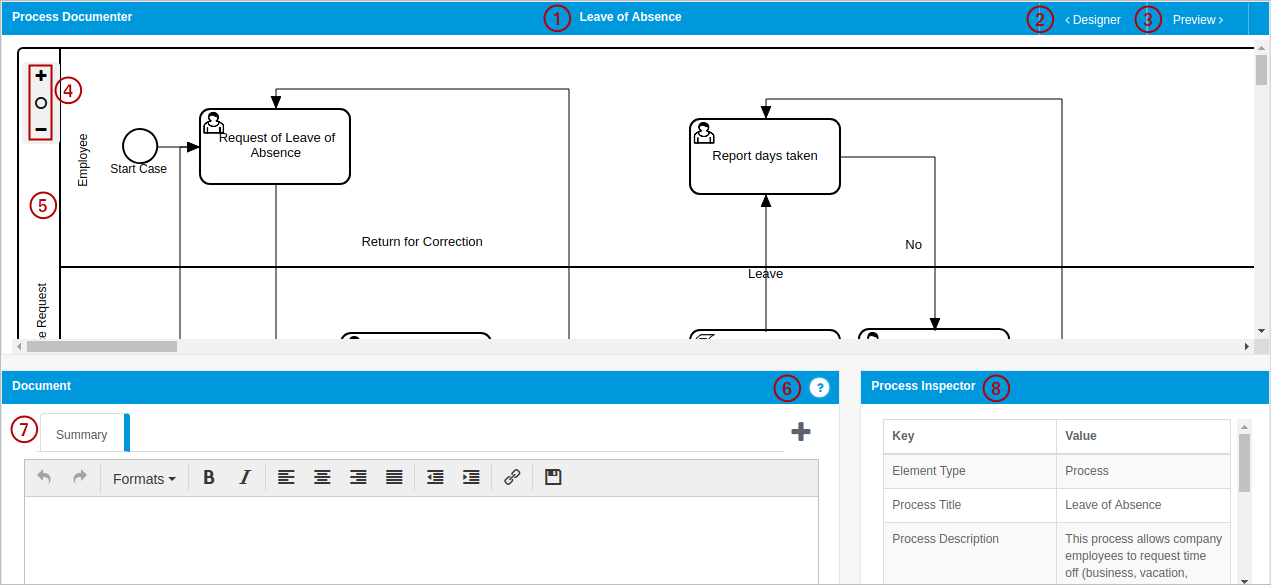 Process Documenter
1 Leave of Absence
2 ‹ Designer
3 Preview ›
4
Employee
Start Case
Request of Leave of
Absence
Report days taken
5
Return for Correction
No
Leave
e Request
Document
6 ?
Process Inspector 8
7 Summary
Formats B I
Key Value
Element Type Process
Process Title Leave of Absence
Process Description This process allows company
employees to request time
off (business, vacation,